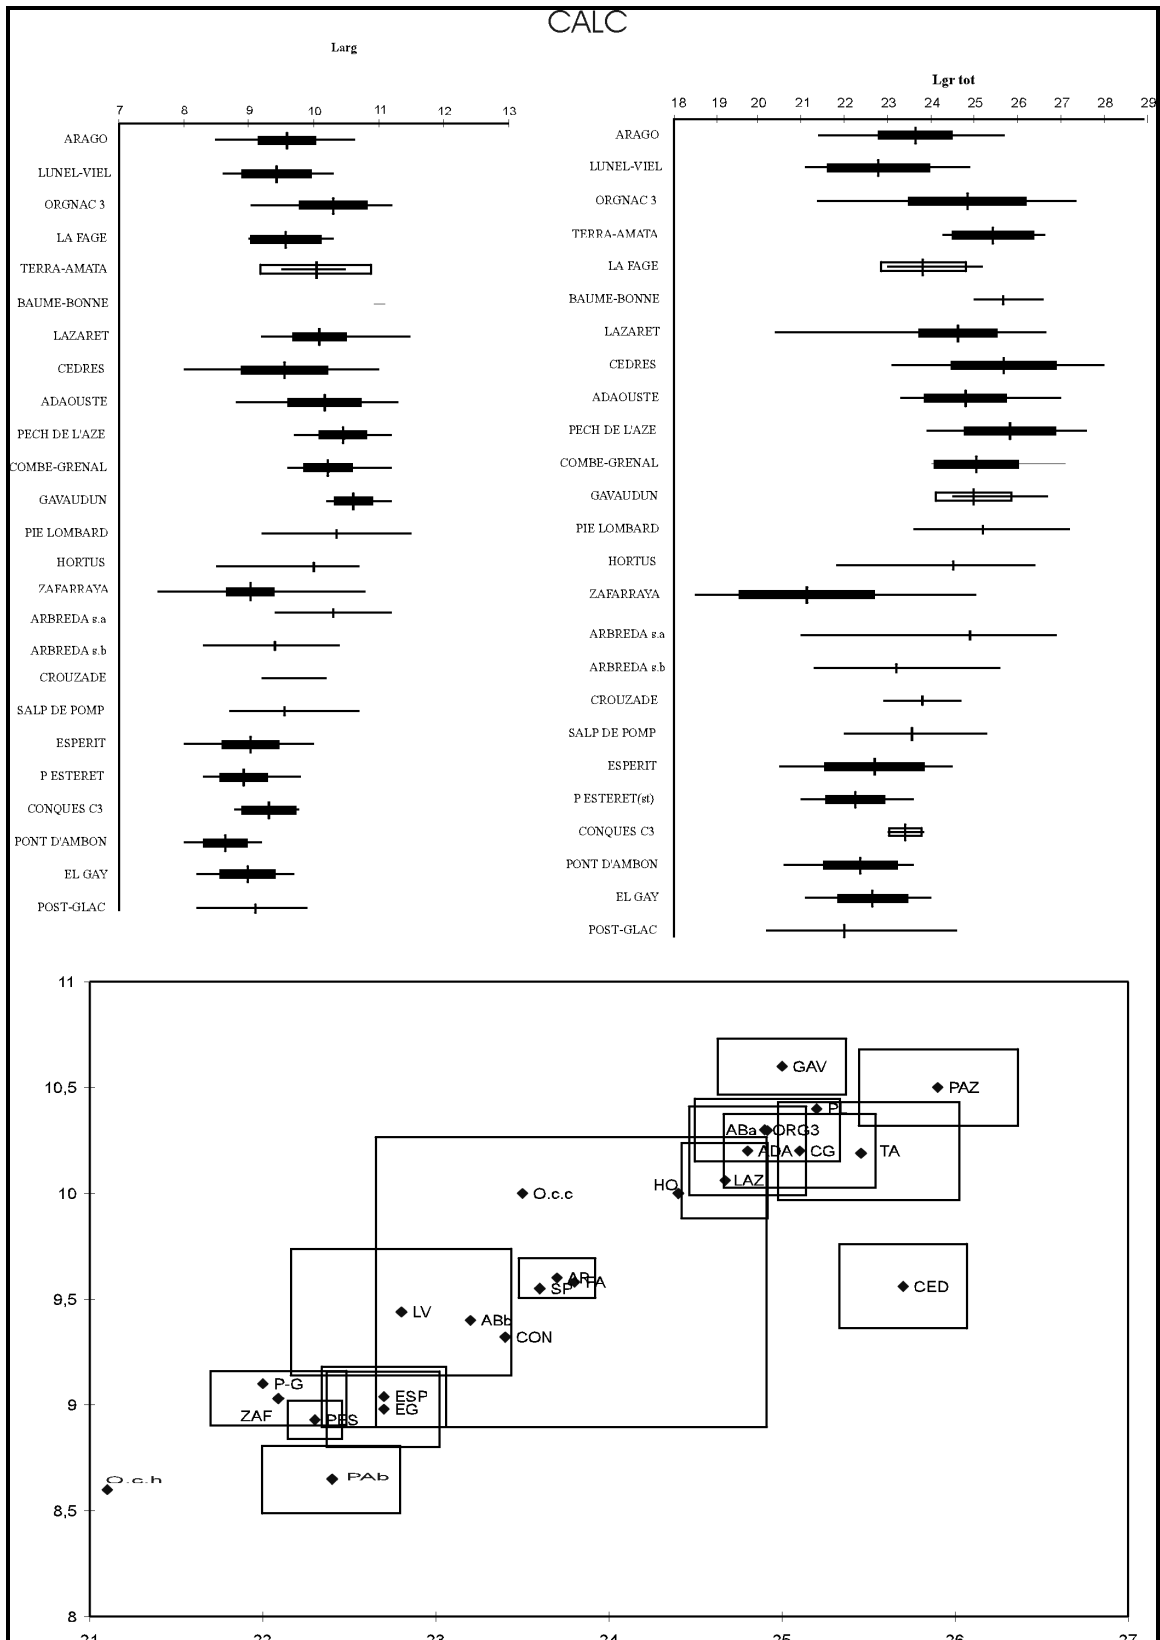 CALC
Larg
7 8 9 10 11 12 13
ARAGO
LUNEL-VIEL
ORGNAC 3
LA FAGE
TERRA-AMATA
BAUME-BONNE
LAZARET
CEDRES
ADAOUSTE
PECH DE L'AZE
COMBE-GRENAL
GAVAUDUN
PIE LOMBARD
HORTUS
ZAFARRAYA
ARBREDA s.a
ARBREDA s.b
CROUZADE
SALP DE POMP
ESPERIT
P ESTERET
CONQUES C3
PONT D'AMBON
EL GAY
POST-GLAC
Lgr tot
18 19 20 21 22 23 24 25 26 27 28 29
ARAGO
LUNEL-VIEL
ORGNAC 3
TERRA-AMATA
LA FAGE
BAUME-BONNE
LAZARET
CEDRES
ADAOUSTE
PECH DE L'AZE
COMBE-GRENAL
GAVAUDUN
PIE LOMBARD
HORTUS
ZAFARRAYA
ARBREDA s.a
ARBREDA s.b
CROUZADE
SALP DE POMP
ESPERIT
P ESTERET(st)
CONQUES C3
PONT D'AMBON
EL GAY
POST-GLAC
11
GAV
10,5
PAZ
ABa ORG3
ADA CG TA
LAZ
HO
10
O.c.c
AR FA
SP
CED
9,5
LV
ABb
CON
P-G
ESP
9
EG
ZAF
PES
PAb
O.c.h
8,5
8
21 22 23 24 25 26 27